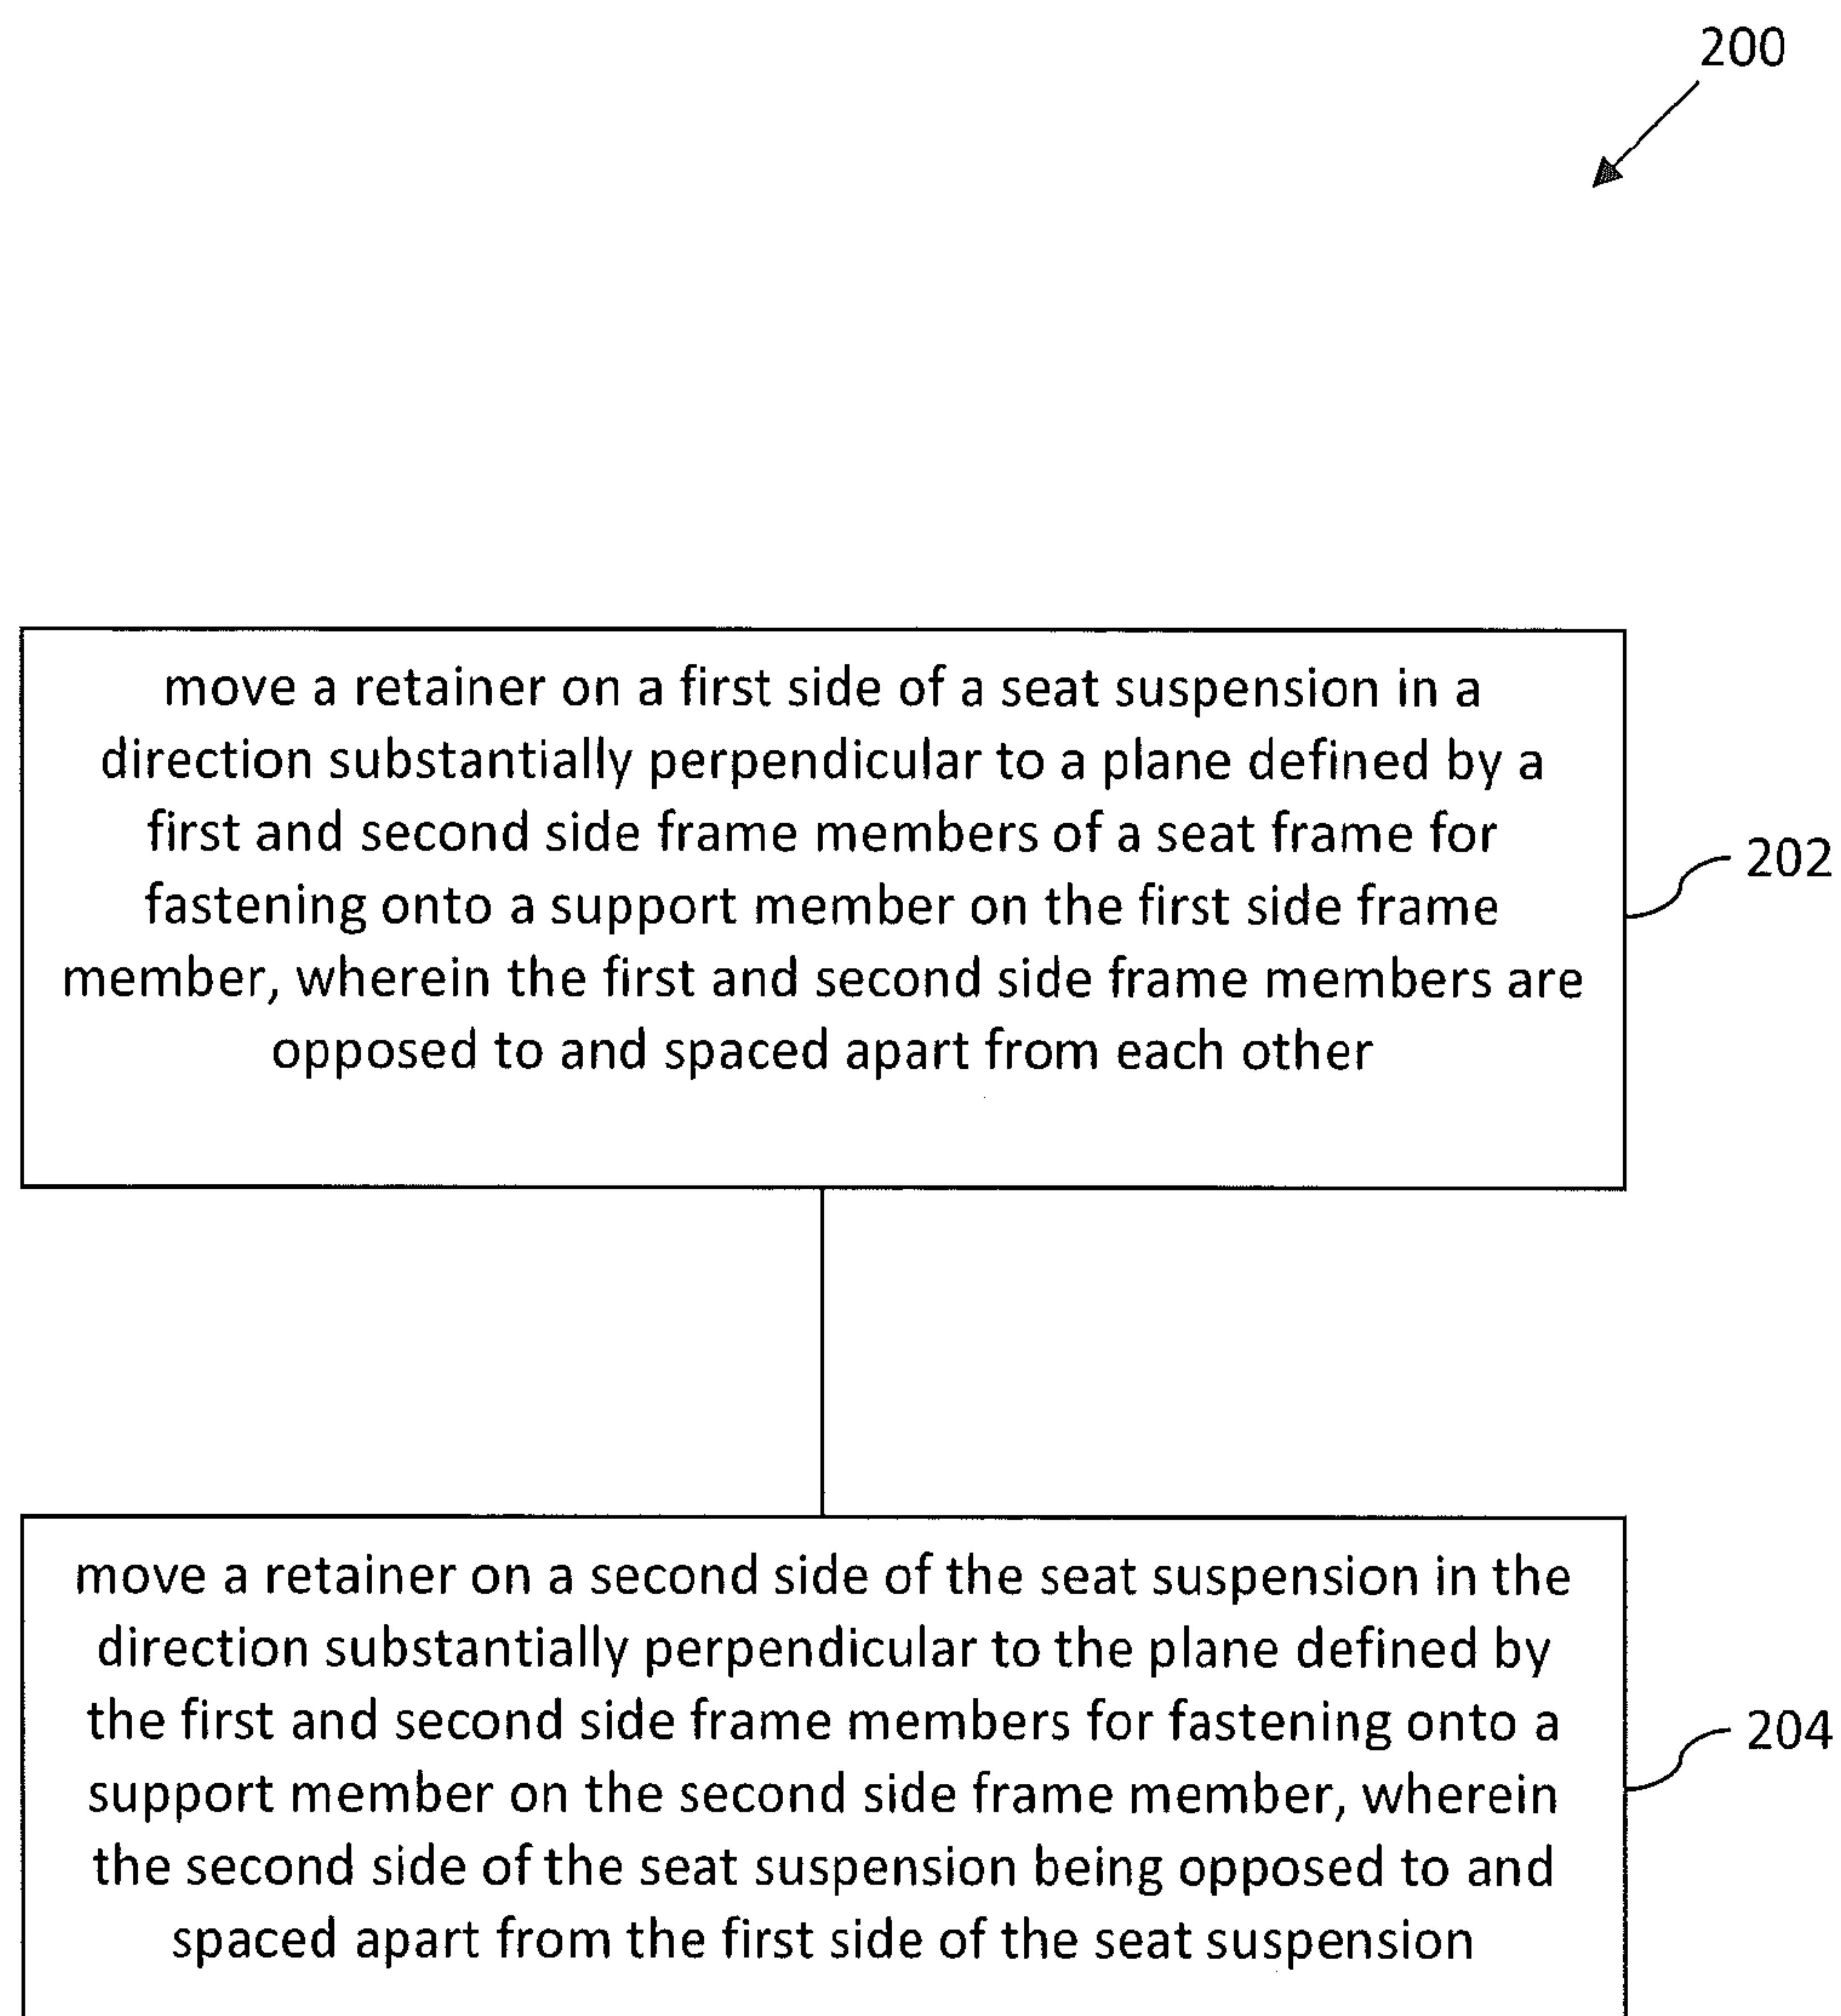 200
move a retainer on a first side of a seat suspension in a
direction substantially perpendicular to a plane defined by a
first and second side frame members of a seat frame for
fastening onto a support member on the first side frame
member, wherein the first and second side frame members are
opposed to and spaced apart from each other
202
move a retainer on a second side of the seat suspension in the
direction substantially perpendicular to the plane defined by
the first and second side frame members for fastening onto a
support member on the second side frame member, wherein
the second side of the seat suspension being opposed to and
spaced apart from the first side of the seat suspension
204